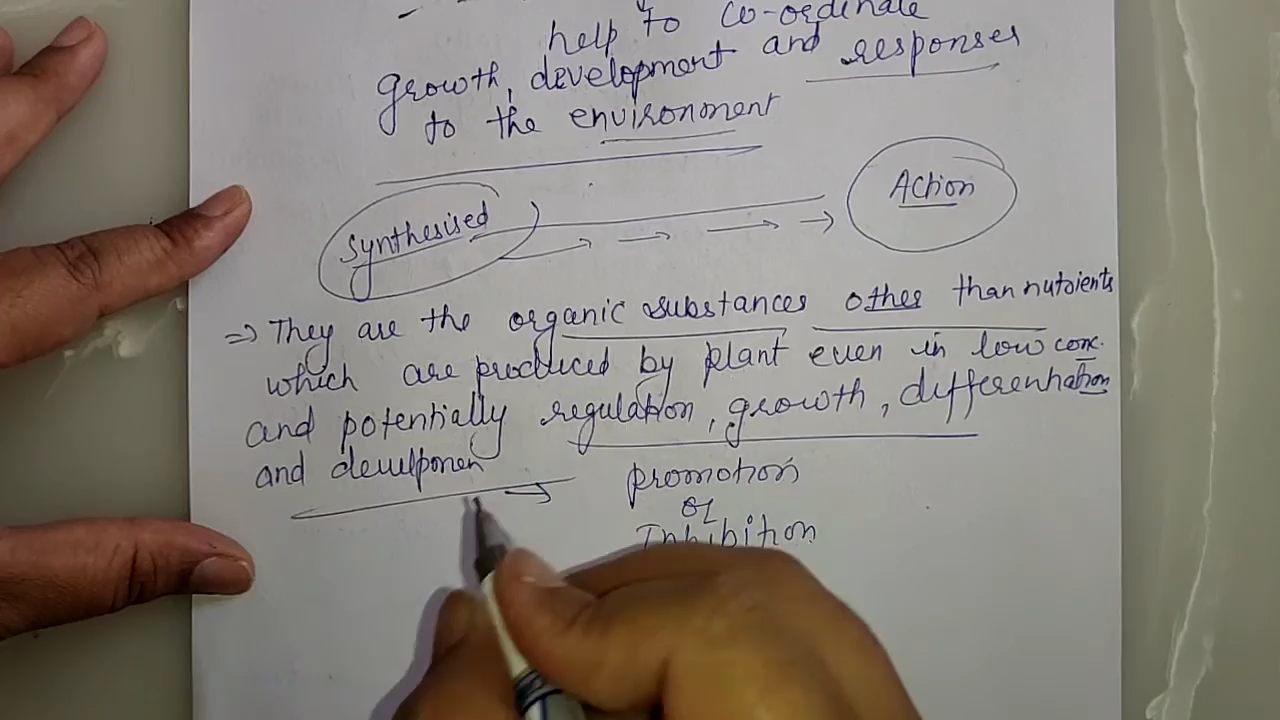 help to co-ordinate
growth, development and responses
to the environment
Synthesised
Action
=> They are the organic substances other than nutrients
which are produced by plant even in low conc.
and potentially regulation, growth, differentiation
and develpomen
promotion
or
Inhibition